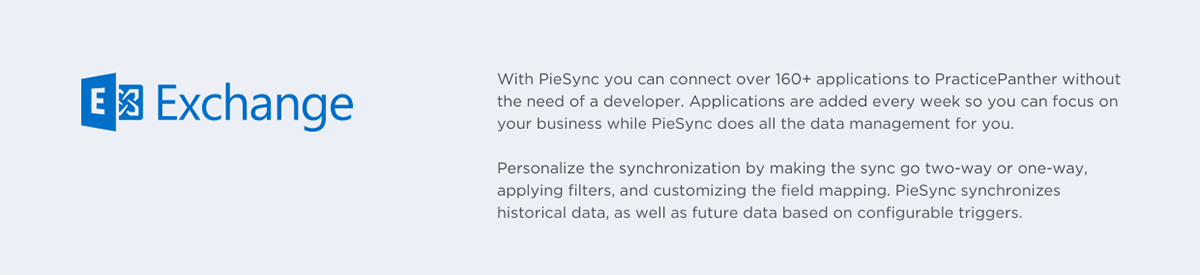 E Exchange
With PieSync you can connect over 160+ applications to PracticePanther without
the need of a developer. Applications are added every week so you can focus on
your business while PieSync does all the data management for you.
Personalize the synchronization by making the sync go two-way or one-way,
applying filters, and customizing the field mapping. PieSync synchronizes
historical data, as well as future data based on configurable triggers.